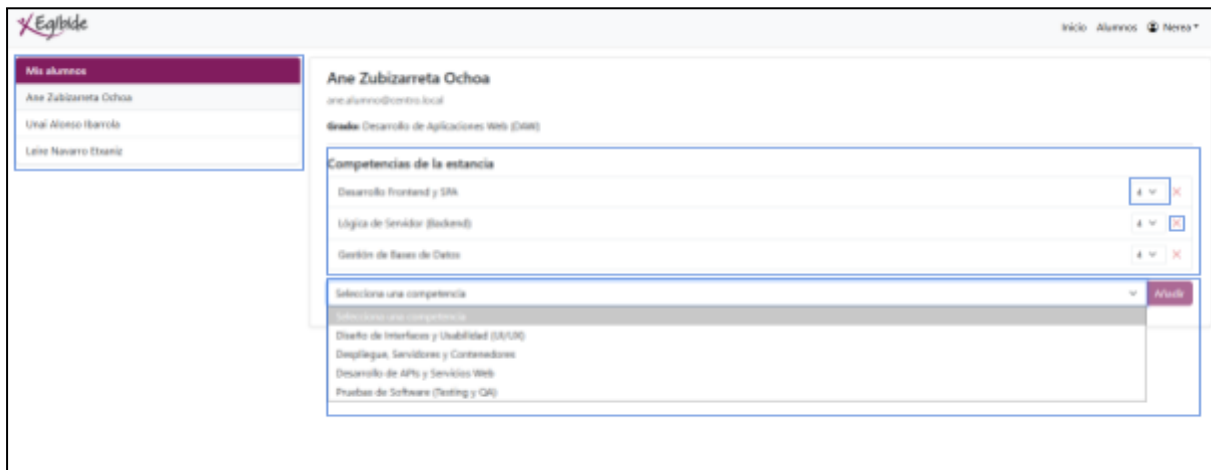 Egibide
Inicio Alumnos Nerea
Mis alumnos
Ane Zubizarreta Ochoa
Unai Alonso Ibarrola
Leire Navarro Etxaniz
Ane Zubizarreta Ochoa
ane.alumno@centro.local
Grado: Desarrollo de Aplicaciones Web (DAW)
Competencias de la estancia
Desarrollo Frontend y SPA 4
Lógica de Servidor (Backend) 4
Gestión de Bases de Datos 4
Selecciona una competencia Añadir
Selecciona una competencia
Diseño de Interfaces y Usabilidad (UI/UX)
Despliegue, Servidores y Contenedores
Desarrollo de APIs y Servicios Web
Pruebas de Software (Testing y QA)